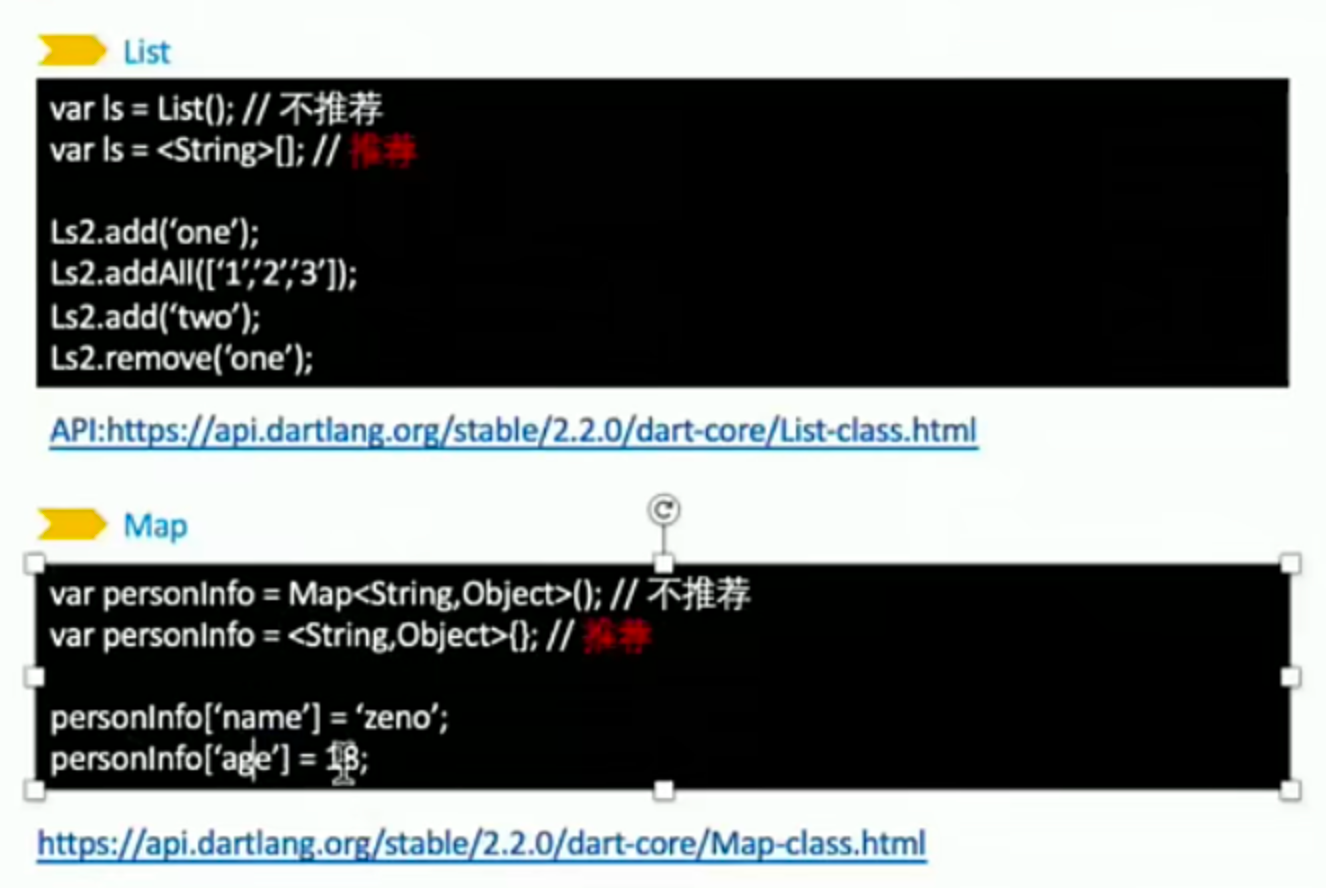 List
var ls = List(); // 不推荐
var ls = <String>[]; // 推荐
Ls2.add(‘one’);
Ls2.addAll([‘1’,’2’,’3’]);
Ls2.add(‘two’);
Ls2.remove(‘one’);
API:https://api.dartlang.org/stable/2.2.0/dart-core/List-class.html
Map
var personInfo = Map<String,Object>(); // 不推荐
var personInfo = <String,Object>{}; // 推荐
personInfo[‘name’] = ‘zeno’;
personInfo[‘age’] = 18;
https://api.dartlang.org/stable/2.2.0/dart-core/Map-class.html